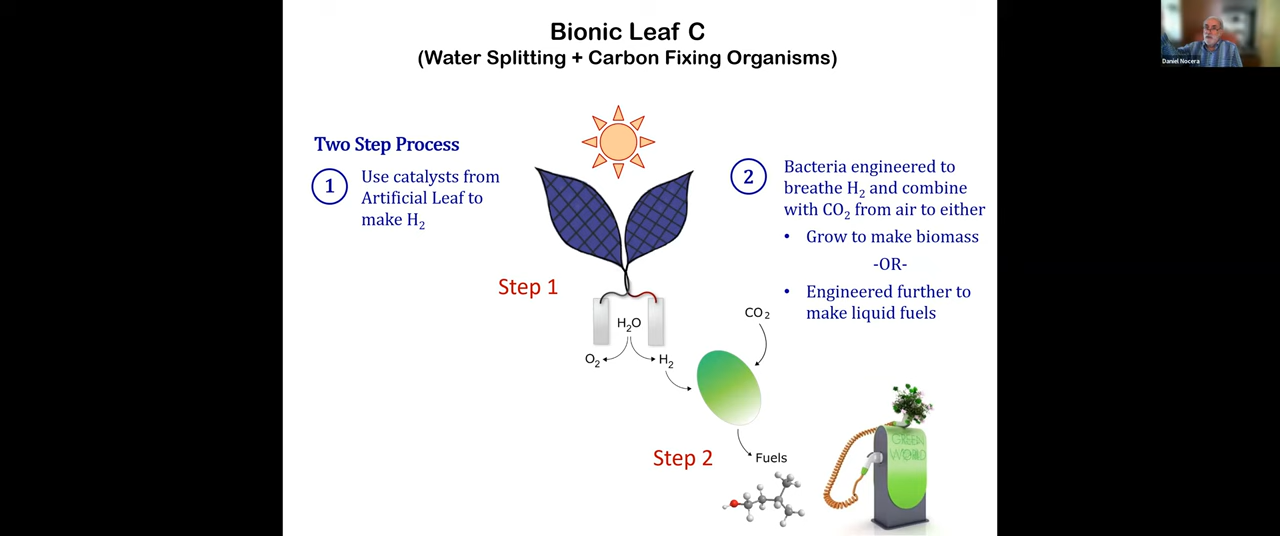 Bionic Leaf C
(Water Splitting + Carbon Fixing Organisms)
Daniel Nocera
Two Step Process
1
Use catalysts from
Artificial Leaf to
make H₂
2
Bacteria engineered to
breathe H₂ and combine
with CO₂ from air to either
• Grow to make biomass
-OR-
• Engineered further to
make liquid fuels
Step 1
H₂O
O₂
H₂
CO₂
Step 2
Fuels
GREEN
WORLD